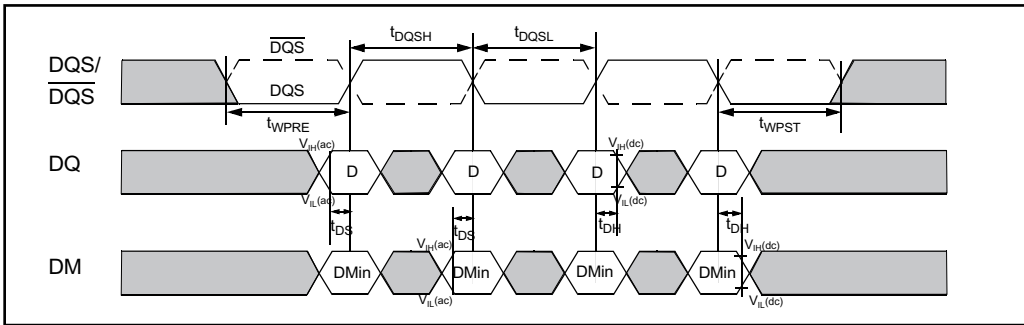 tDQSH tDQSL
DQS
DQS/
DQS
DQS
tWPRE tWPST
VIH(ac) VIH(dc)
DQ D D D D
VIL(ac) VIL(dc)
tDS tDS tDH tDH
VIH(ac) VIH(dc)
DM DMin DMin DMin DMin
VIL(ac) VIL(dc)